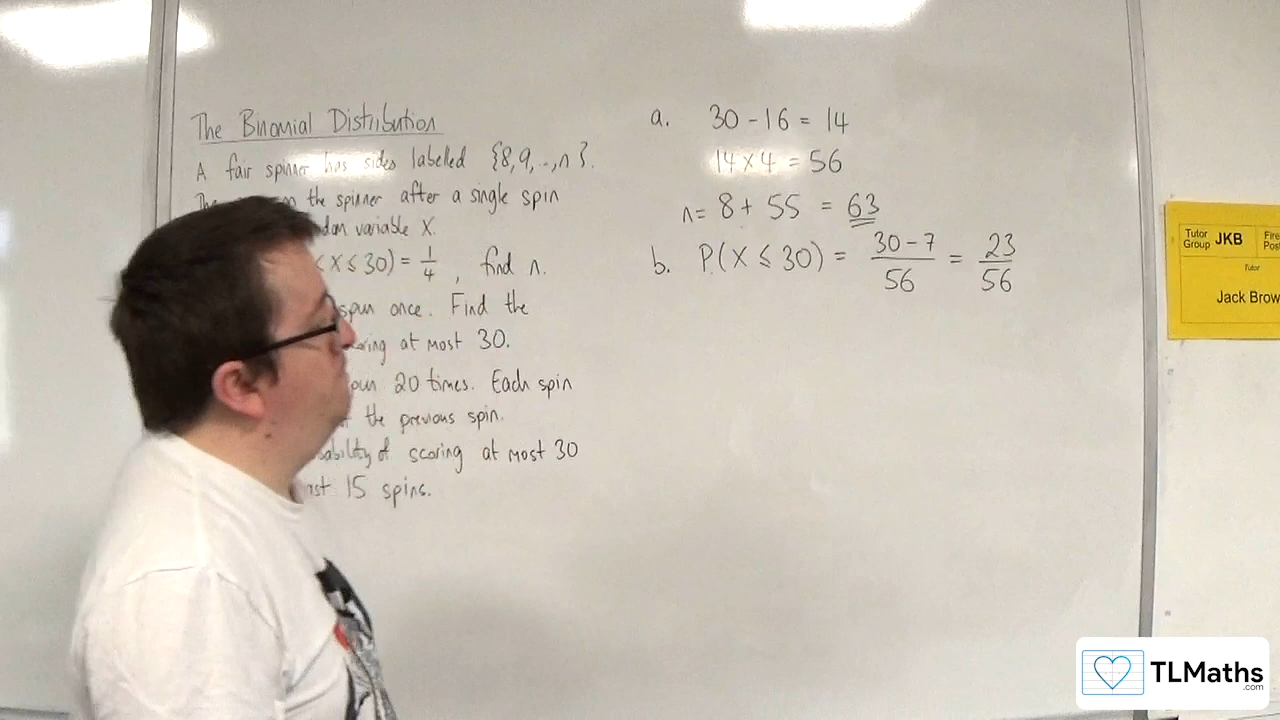 The Binomial Distribution
A fair spinner has sides labelled {8,9,...,n}.
the spinner after a single spin
variable X.
X ≤ 30) = 1/4, find n.
spun once. Find the
at most 30.
20 times. Each spin
the previous spin.
of scoring at most 30
15 spins.
a. 30 - 16 = 14
14 × 4 = 56
n = 8 + 55 = 63
b. P(X ≤ 30) = 30 - 7 / 56 = 23/56
Tutor Group JKB
Tutor
Jack
TLMaths
.com